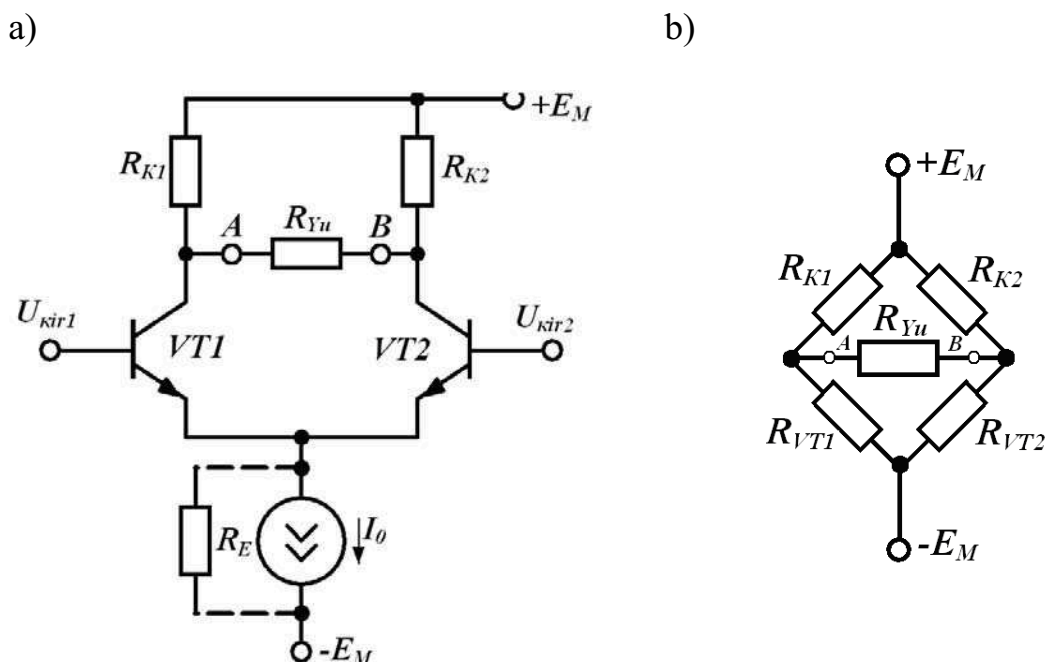 a)
b)
+E_M
R_K1
R_K2
A
R_Yu
B
U_кir1
U_кir2
VT1
VT2
R_E
I_0
-E_M
+E_M
R_K1
R_K2
R_Yu
A
B
R_VT1
R_VT2
-E_M